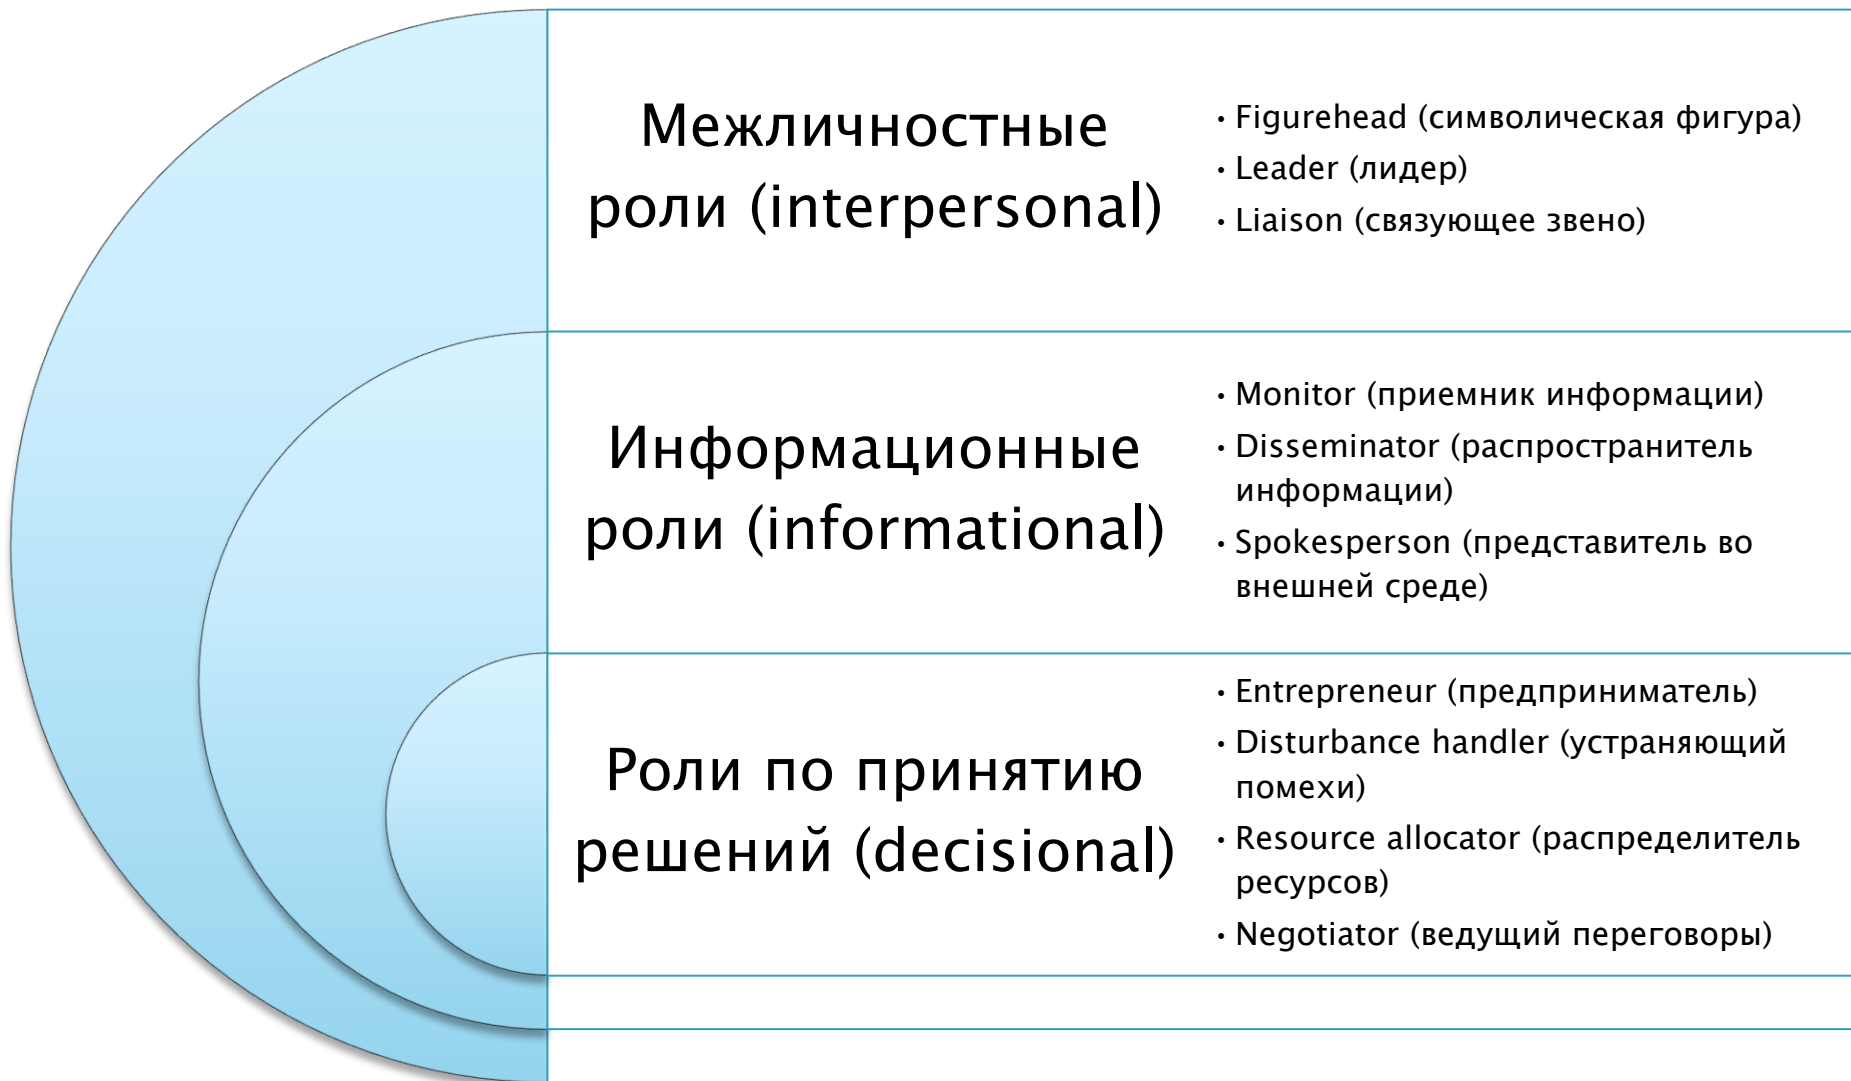 Межличностные
роли (interpersonal)
• Figurehead (символическая фигура)
• Leader (лидер)
• Liaison (связующее звено)
Информационные
роли (informational)
• Monitor (приемник информации)
• Disseminator (распространитель
информации)
• Spokesperson (представитель во
внешней среде)
Роли по принятию
решений (decisional)
• Entrepreneur (предприниматель)
• Disturbance handler (устраняющий
помехи)
• Resource allocator (распределитель
ресурсов)
• Negotiator (ведущий переговоры)